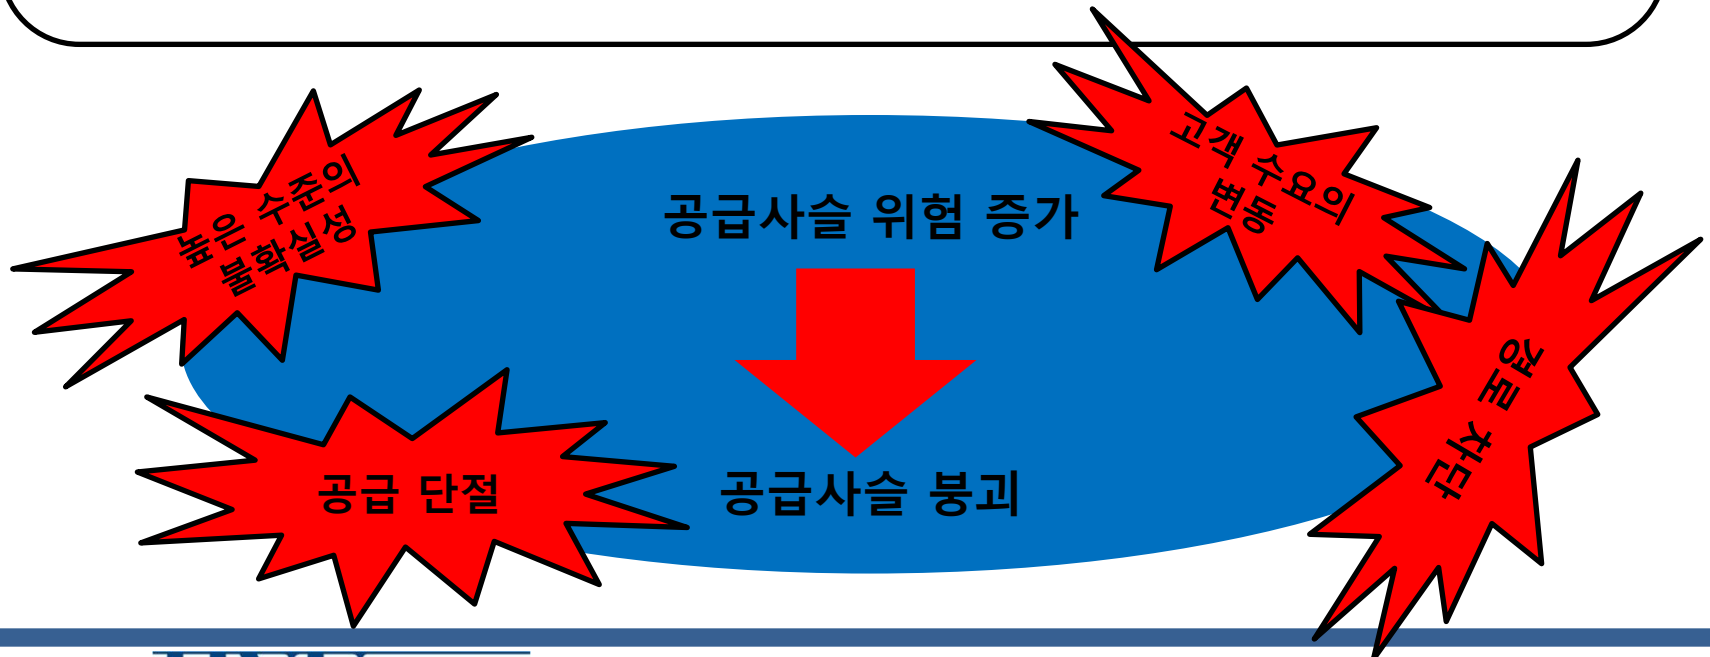 높은 수준의
불확실성
고객 수요의
변동
공급사슬 위험 증가
경로 차단
공급 단절
공급사슬 붕괴